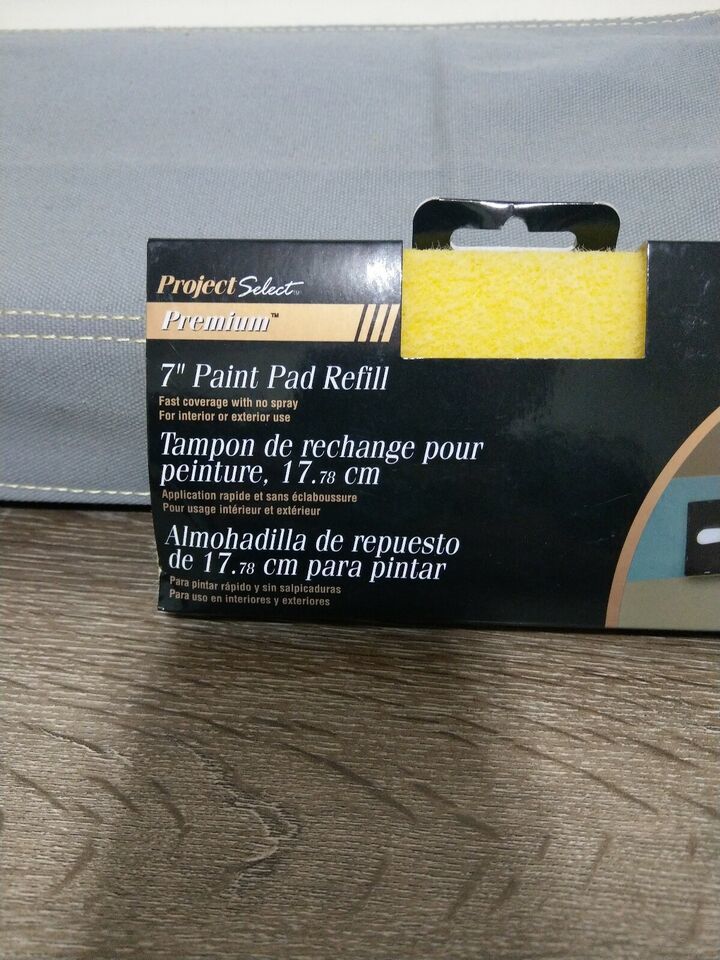 Project Select™
Premium™
7" Paint Pad Refill
Fast coverage with no spray
For interior or exterior use
Tampon de rechange pour
peinture, 17.78 cm
Application rapide et sans éclaboussure
Pour usage intérieur et extérieur
Almohadilla de repuesto
de 17.78 cm para pintar
Para pintar rápido y sin salpicaduras
Para uso en interiores y exteriores